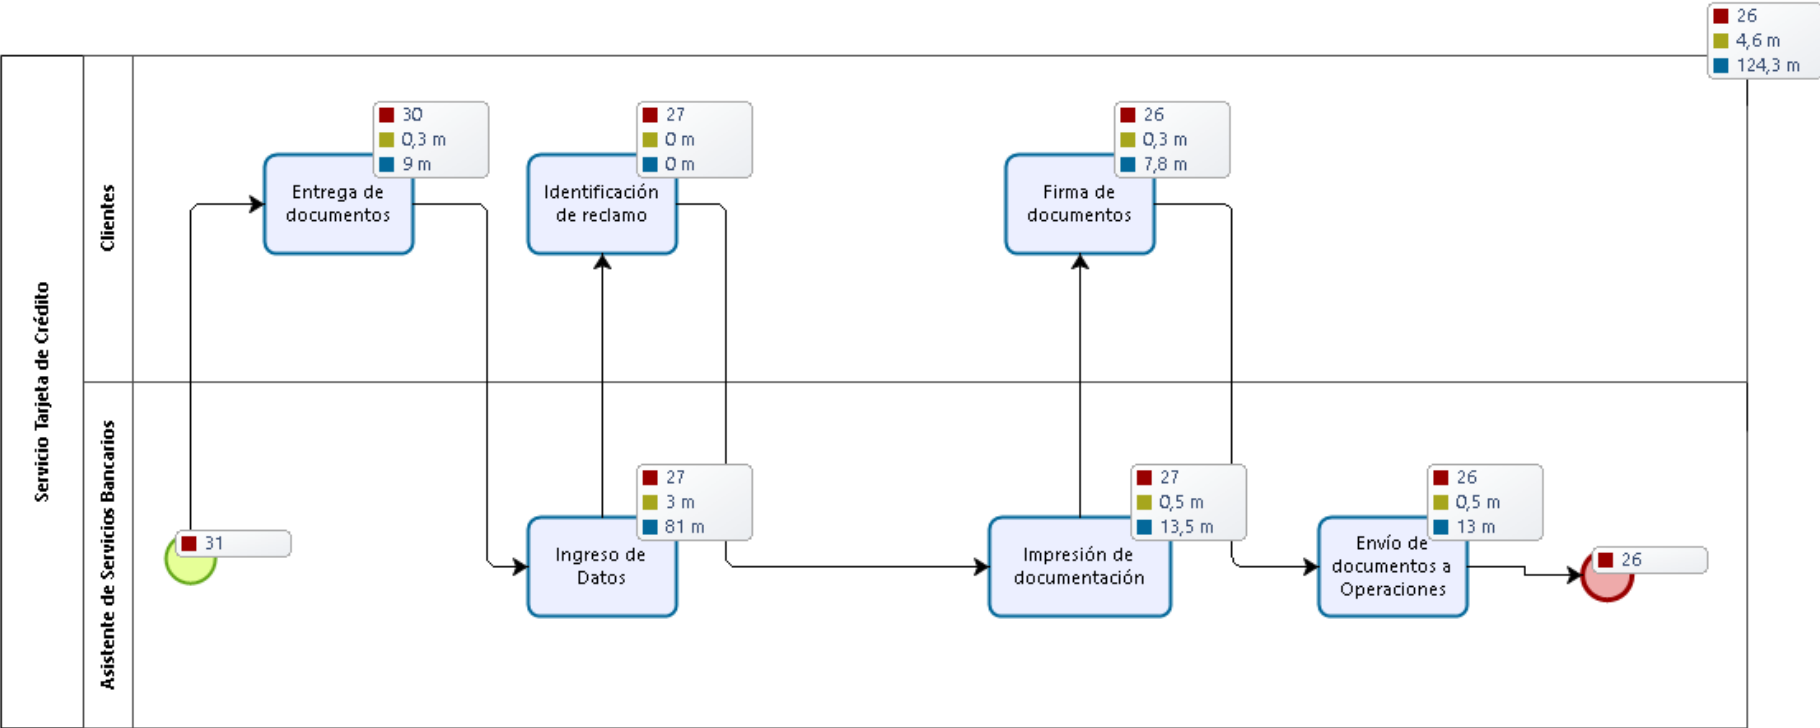 26
4,6 m
124,3 m
Servicio Tarjeta de Crédito
Clientes
30
0,3 m
9 m
Entrega de
documentos
27
0 m
0 m
Identificación
de reclamo
26
0,3 m
7,8 m
Firma de
documentos
Asistente de Servicios Bancarios
31
27
3 m
81 m
Ingreso de
Datos
27
0,5 m
13,5 m
Impresión de
documentación
26
0,5 m
13 m
Envío de
documentos a
Operaciones
26